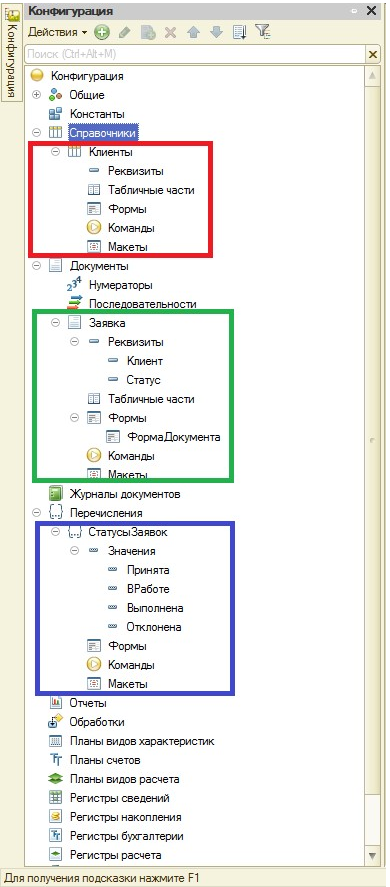 Конфигурация
Конфигурация
Действия
Поиск (Ctrl+Alt+M)
Конфигурация
Общие
Константы
Справочники
Клиенты
Реквизиты
Табличные части
Формы
Команды
Макеты
Документы
Нумераторы
Последовательности
Заявка
Реквизиты
Клиент
Статус
Табличные части
Формы
ФормаДокумента
Команды
Макеты
Журналы документов
Перечисления
СтатусыЗаявок
Значения
Принята
ВРаботе
Выполнена
Отклонена
Формы
Команды
Макеты
Отчеты
Обработки
Планы видов характеристик
Планы счетов
Планы видов расчета
Регистры сведений
Регистры накопления
Регистры бухгалтерии
Регистры расчета
Для получения подсказки нажмите F1